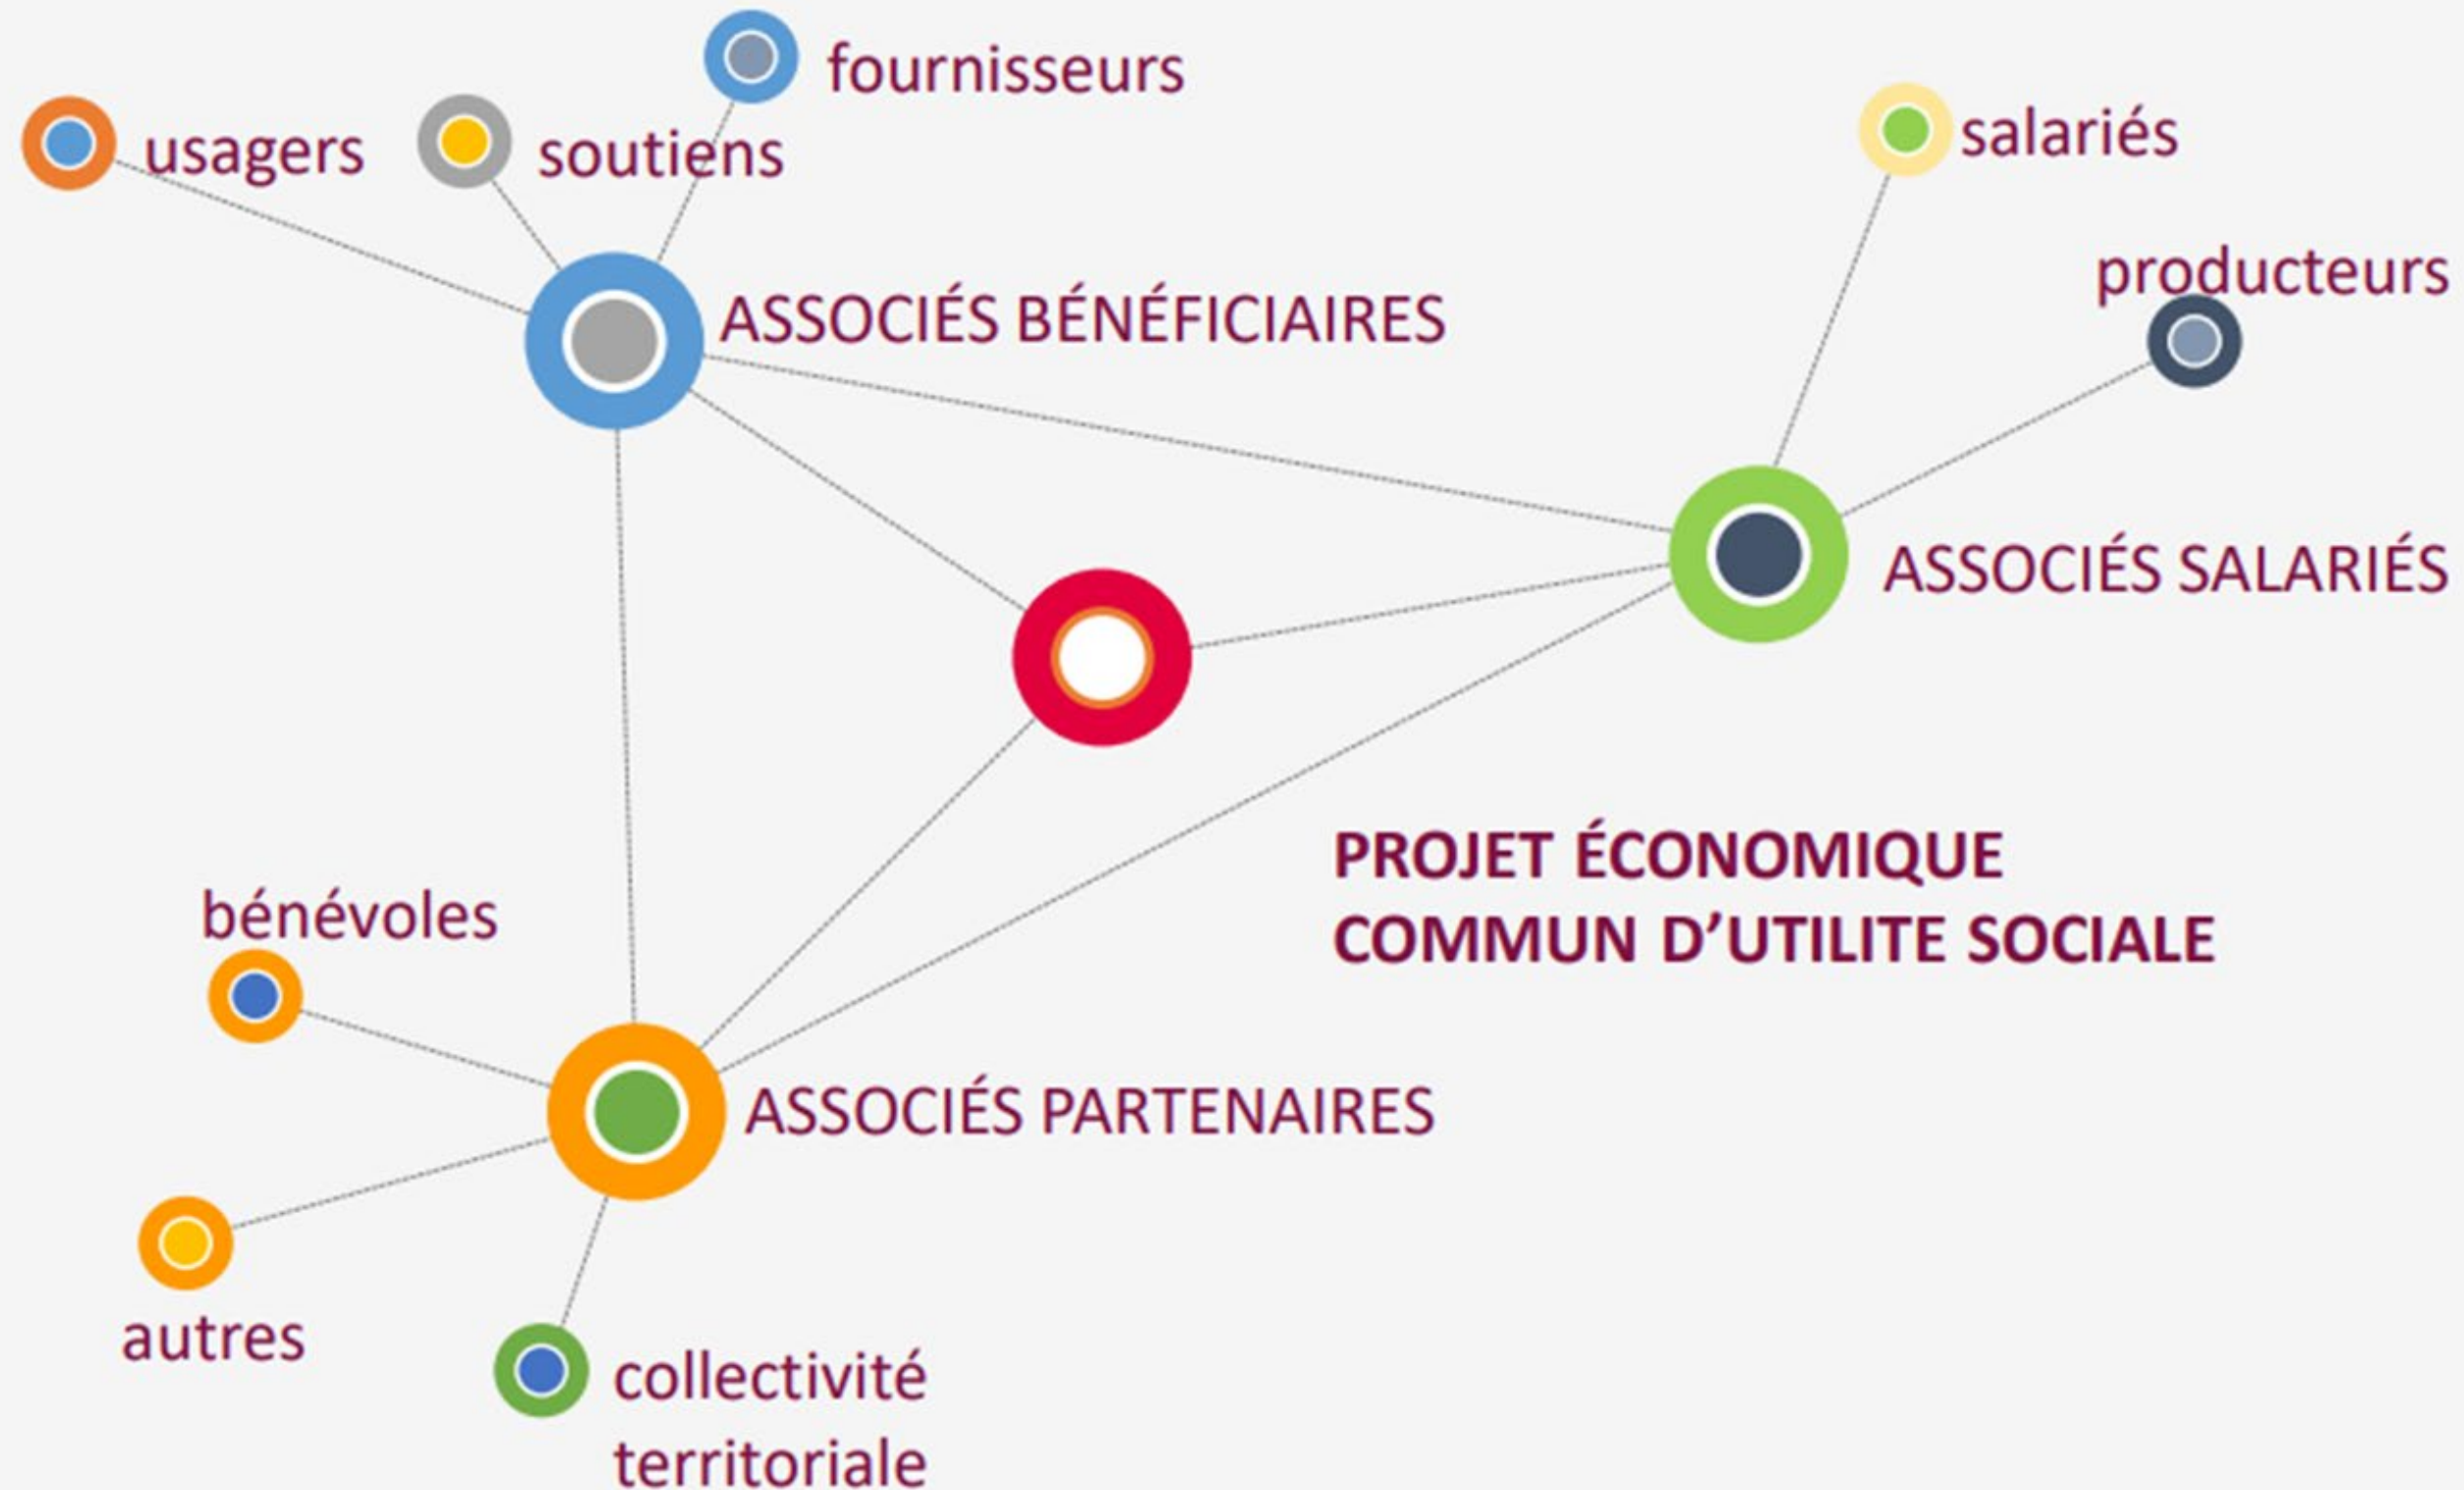 fournisseurs
usagers
soutiens
salariés
producteurs
ASSOCIÉS BÉNÉFICIAIRES
ASSOCIÉS SALARIÉS
PROJET ÉCONOMIQUE
COMMUN D’UTILITE SOCIALE
bénévoles
ASSOCIÉS PARTENAIRES
autres
collectivité
territoriale